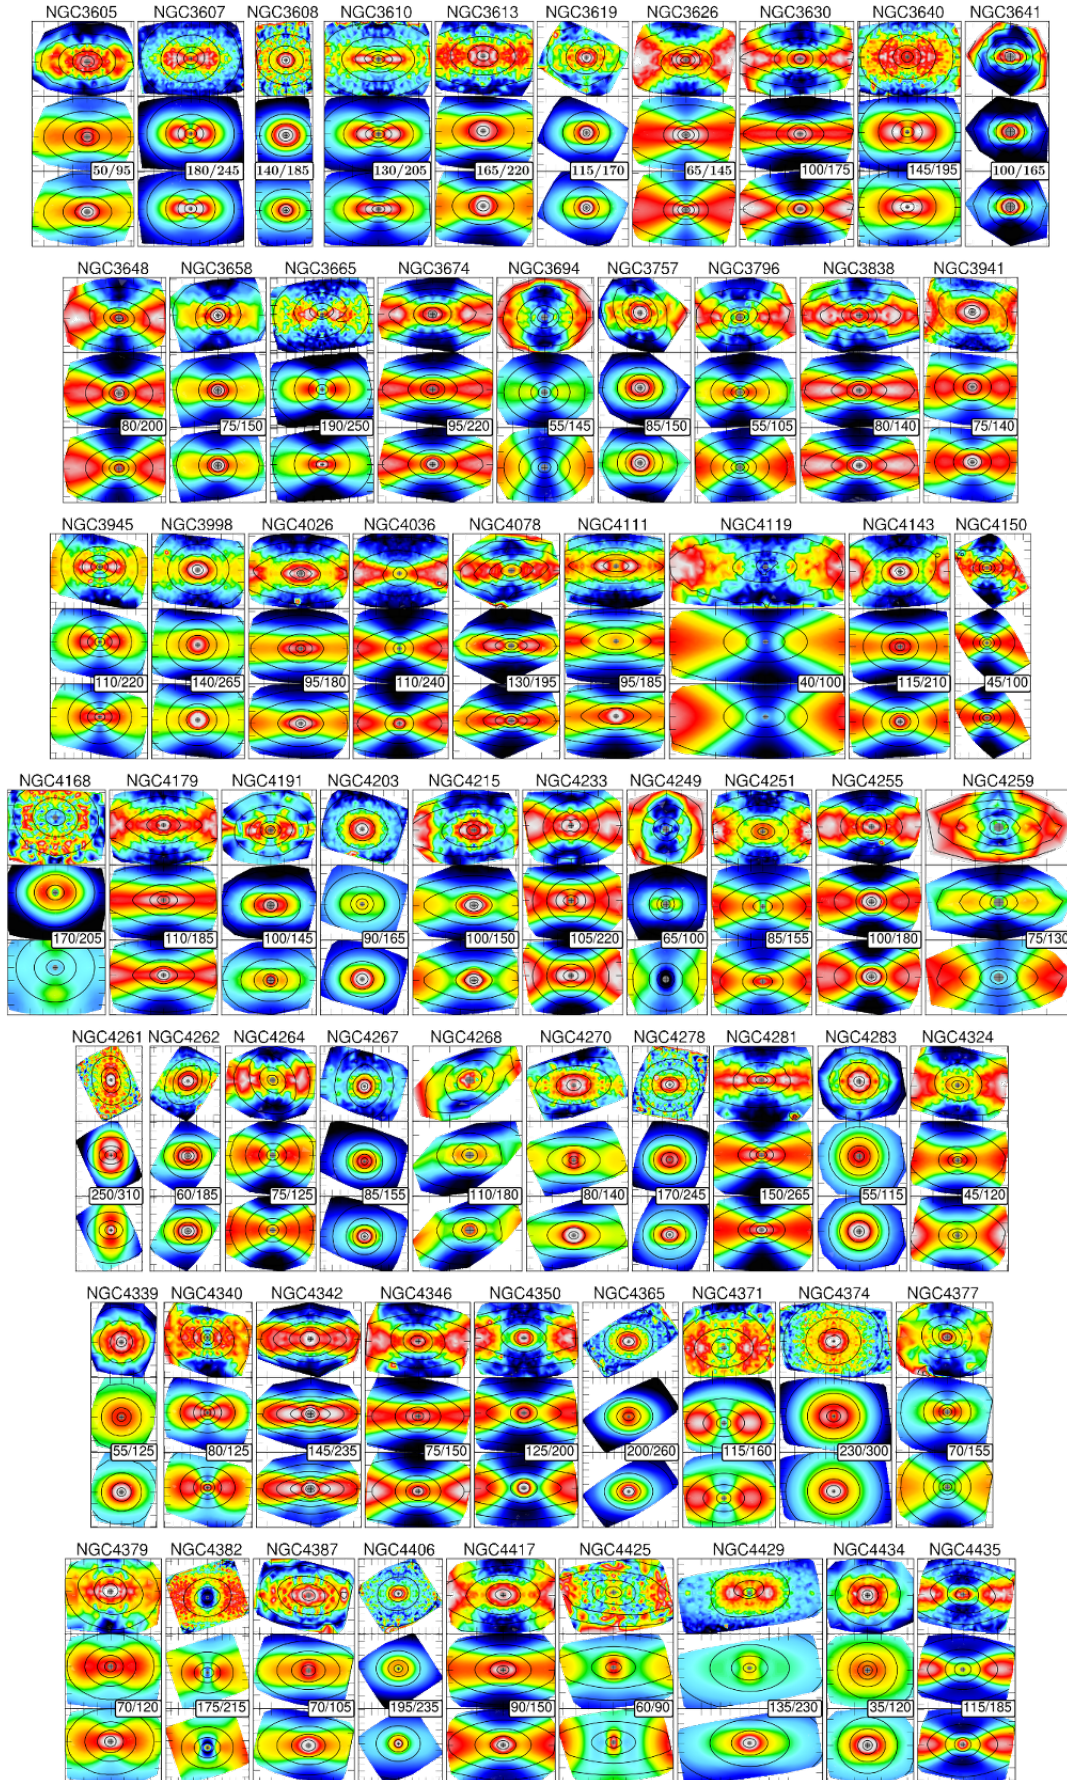 NGC3605 NGC3607 NGC3608 NGC3610 NGC3613 NGC3619 NGC3626 NGC3630 NGC3640 NGC3641
50/95 180/245 140/185 130/205 165/220 115/170 65/145 100/175 145/195 100/165
NGC3648 NGC3658 NGC3665 NGC3674 NGC3694 NGC3757 NGC3796 NGC3838 NGC3941
80/200 75/150 190/250 95/220 55/145 85/150 55/105 80/140 75/140
NGC3945 NGC3998 NGC4026 NGC4036 NGC4078 NGC4111 NGC4119 NGC4143 NGC4150
110/220 140/265 95/180 110/240 130/195 95/185 40/100 115/210 45/100
NGC4168 NGC4179 NGC4191 NGC4203 NGC4215 NGC4233 NGC4249 NGC4251 NGC4255 NGC4259
170/205 110/185 100/145 90/165 100/150 105/220 65/100 85/155 100/180 75/130
NGC4261 NGC4262 NGC4264 NGC4267 NGC4268 NGC4270 NGC4278 NGC4281 NGC4283 NGC4324
250/310 60/185 75/125 85/155 110/180 80/140 170/245 150/265 55/115 45/120
NGC4339 NGC4340 NGC4342 NGC4346 NGC4350 NGC4365 NGC4371 NGC4374 NGC4377
55/125 80/125 145/235 75/150 125/200 200/260 115/160 230/300 70/155
NGC4379 NGC4382 NGC4387 NGC4406 NGC4417 NGC4425 NGC4429 NGC4434 NGC4435
70/120 175/215 70/105 195/235 90/150 60/90 135/230 35/120 115/185